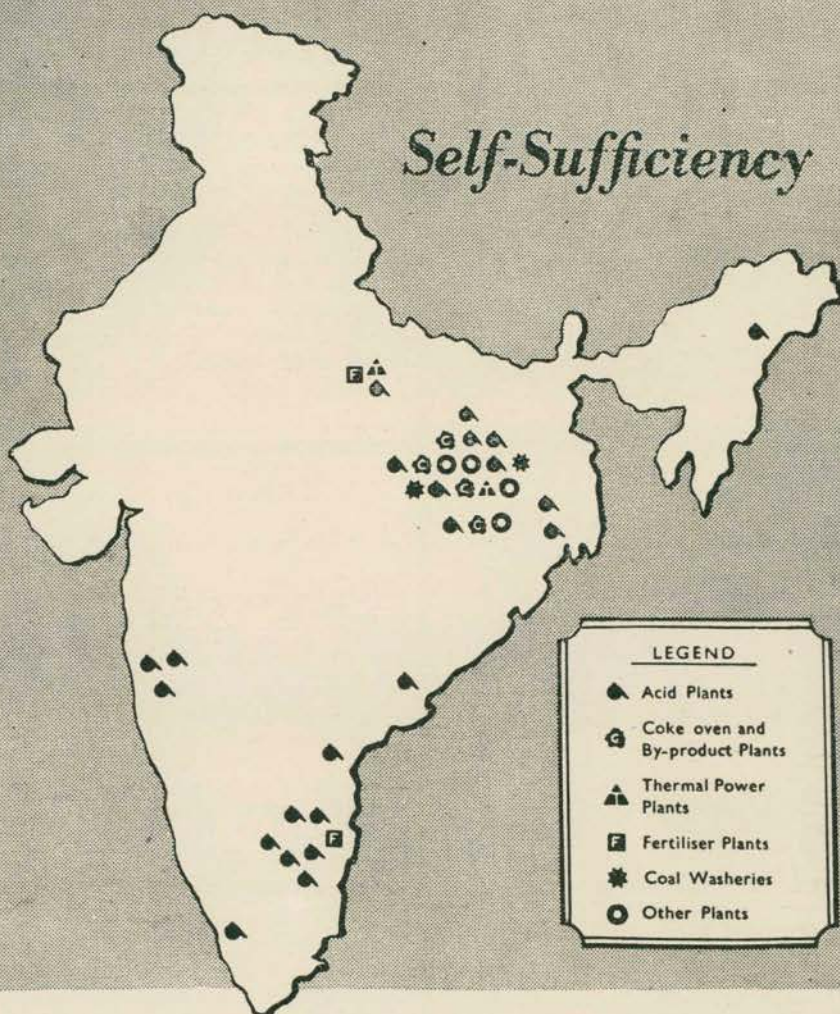 Self-Sufficiency
LEGEND
Acid Plants
Coke oven and
By-product Plants
Thermal Power
Plants
F Fertiliser Plants
Coal Washeries
Other Plants